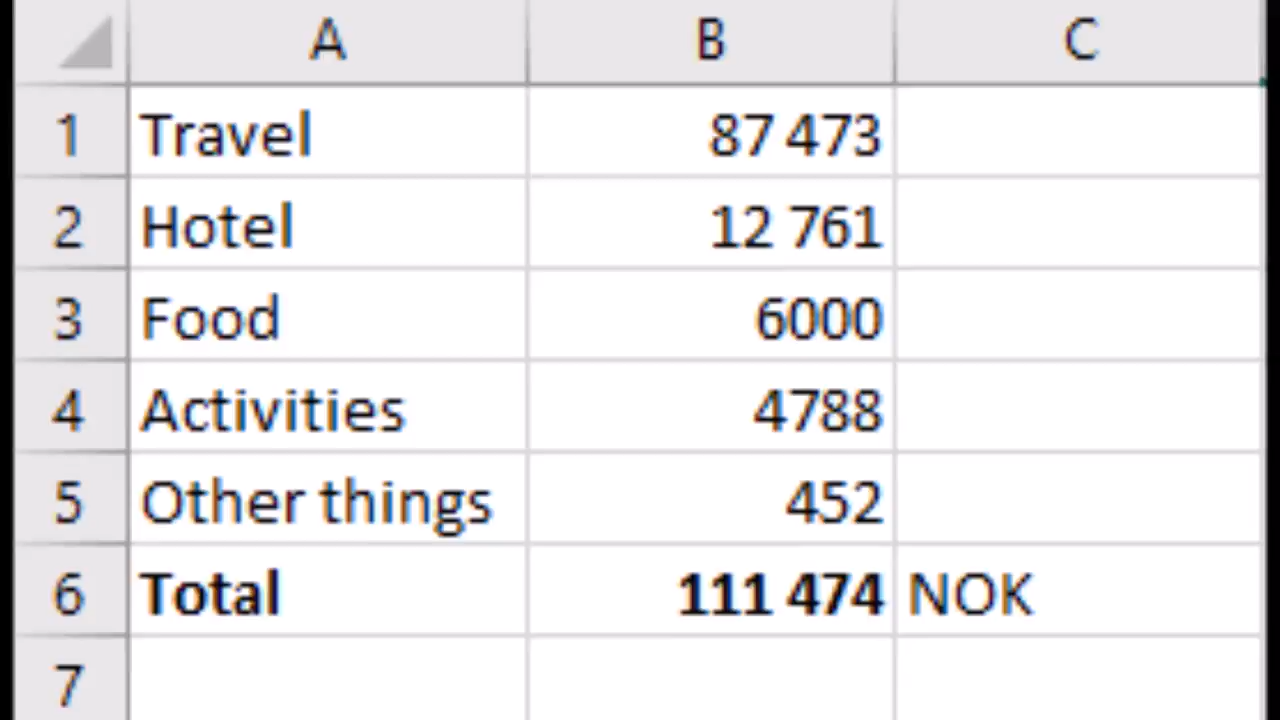 A B C
1 Travel 87 473
2 Hotel 12 761
3 Food 6000
4 Activities 4788
5 Other things 452
6 Total 111 474 NOK
7